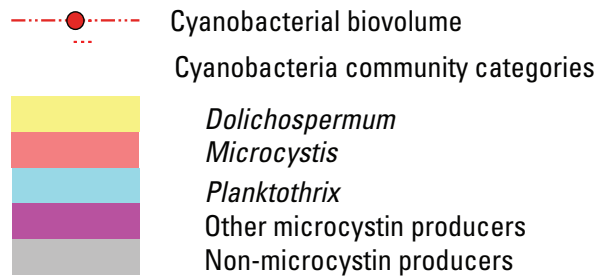 Cyanobacterial biovolume
Cyanobacteria community categories
Dolichospermum
Microcystis
Planktothrix
Other microcystin producers
Non-microcystin producers